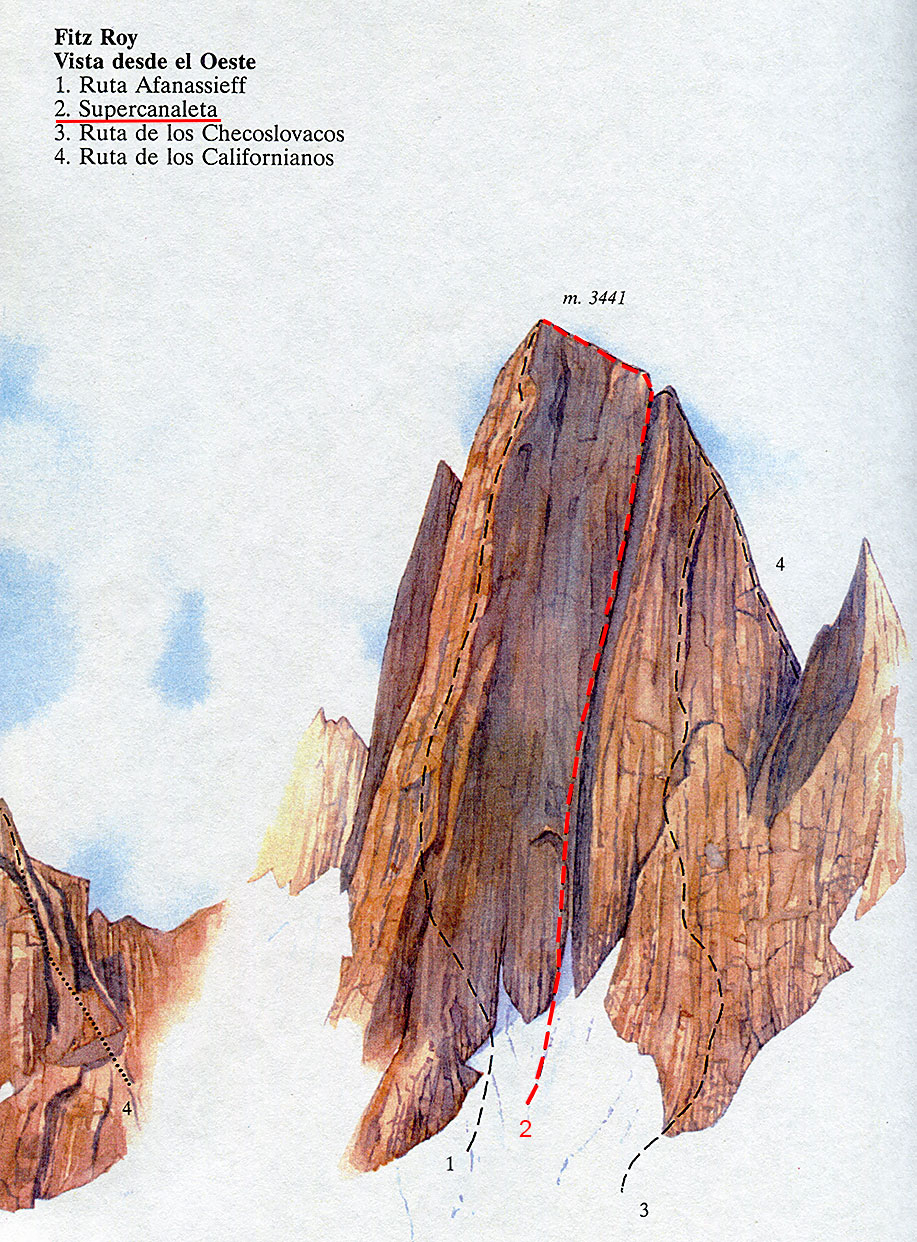 Fitz Roy
Vista desde el Oeste
1. Ruta Afanassieff
2. Supercanaleta
3. Ruta de los Checoslovacos
4. Ruta de los Californianos
m. 3441
4
4
2
1
3